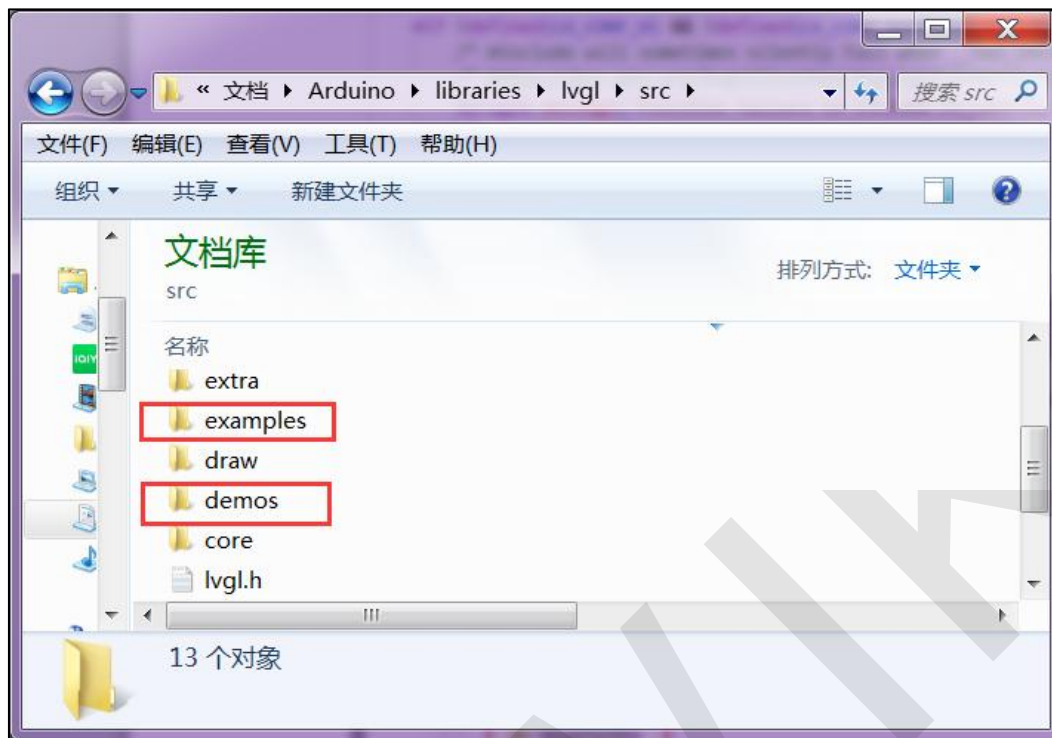 « 文档 ▸ Arduino ▸ libraries ▸ lvgl ▸ src ▸
搜索 src
文件(F) 编辑(E) 查看(V) 工具(T) 帮助(H)
组织 共享 新建文件夹
文档库
src
排列方式: 文件夹
名称
extra
examples
draw
demos
core
lvgl.h
13 个对象